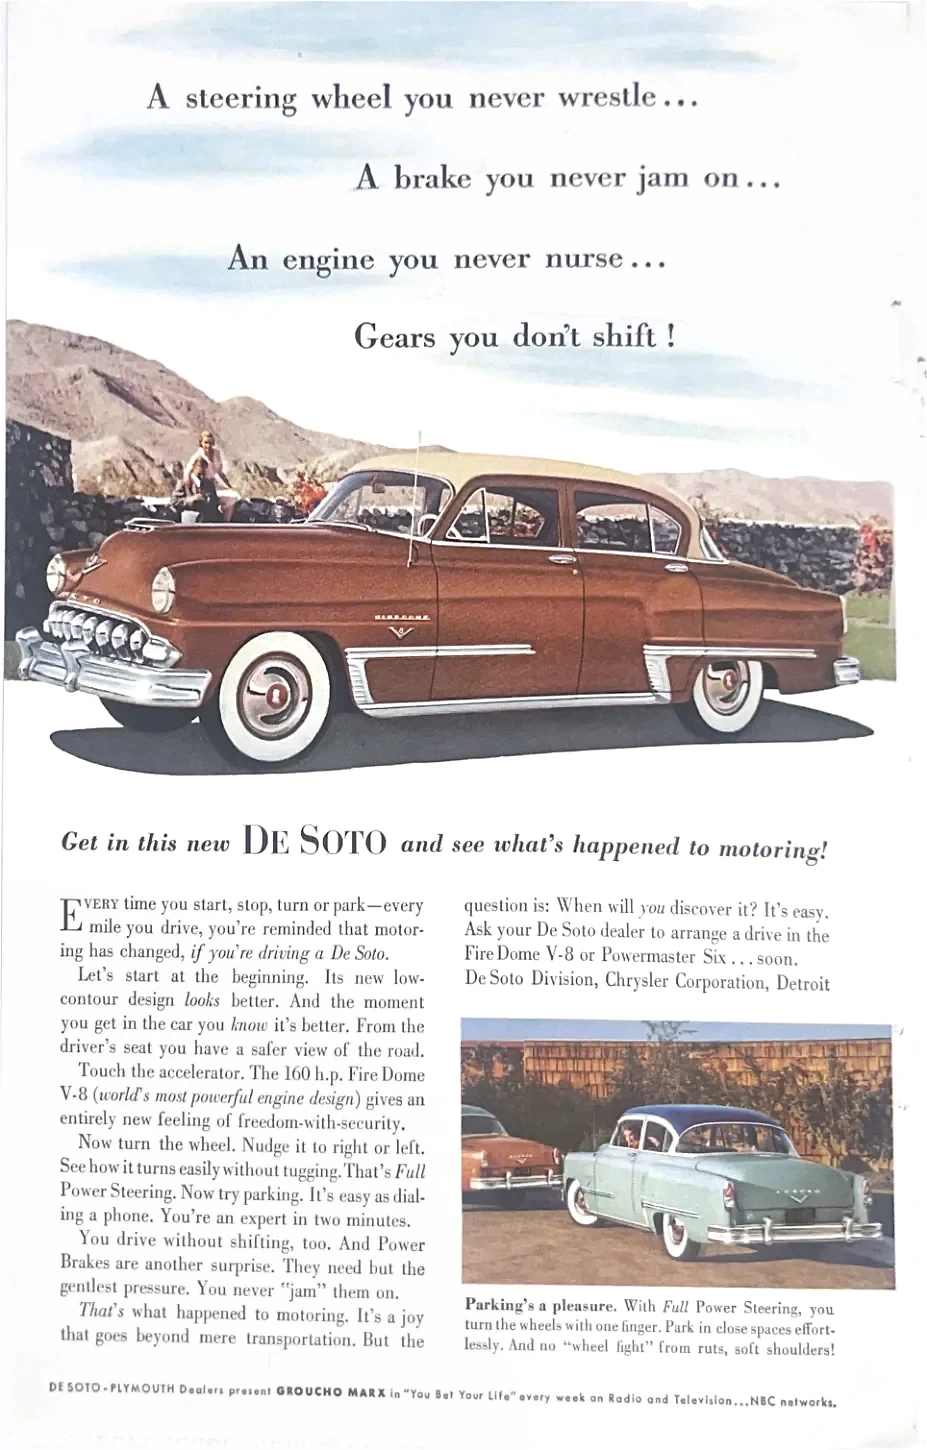 A steering wheel you never wrestle...
A brake you never jam on...
An engine you never nurse...
Gears you don't shift!
Get in this new DE SOTO and see what's happened to motoring!
EVERY time you start, stop, turn or park—every
mile you drive, you're reminded that motor-
ing has changed, if you're driving a De Soto.
Let's start at the beginning. Its new low-
contour design looks better. And the moment
you get in the car you know it's better. From the
driver's seat you have a safer view of the road.
Touch the accelerator. The 160 h.p. Fire Dome
V-8 (world's most powerful engine design) gives an
entirely new feeling of freedom-with-security.
Now turn the wheel. Nudge it to right or left.
See how it turns easily without tugging. That's Full
Power Steering. Now try parking. It's easy as dial-
ing a phone. You're an expert in two minutes.
You drive without shifting, too. And Power
Brakes are another surprise. They need but the
gentlest pressure. You never "jam" them on.
That's what happened to motoring. It's a joy
that goes beyond mere transportation. But the
question is: When will you discover it? It's easy.
Ask your De Soto dealer to arrange a drive in the
Fire Dome V-8 or Powermaster Six...soon.
De Soto Division, Chrysler Corporation, Detroit
Parking's a pleasure. With Full Power Steering, you
turn the wheels with one finger. Park in close spaces effort-
lessly. And no "wheel fight" from ruts, soft shoulders!
DE SOTO-PLYMOUTH Dealers present GROUCHO MARX in "You Bet Your Life" every week on Radio and Television...NBC networks.